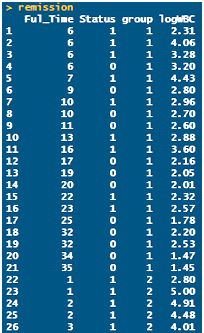 > remission
Ful_Time Status group logWBC
1 6 1 1 2.31
2 6 1 1 4.06
3 6 1 1 3.28
4 6 0 1 3.20
5 7 1 1 4.43
6 9 0 1 2.80
7 10 1 1 2.96
8 10 0 1 2.70
9 11 0 1 2.60
10 13 1 1 2.88
11 16 1 1 3.60
12 17 0 1 2.16
13 19 0 1 2.05
14 20 0 1 2.01
15 22 1 1 2.32
16 23 1 1 2.57
17 25 0 1 1.78
18 32 0 1 2.20
19 32 0 1 2.53
20 34 0 1 1.47
21 35 0 1 1.45
22 1 1 2 2.80
23 1 1 2 5.00
24 2 1 2 4.91
25 2 1 2 4.48
26 3 1 2 4.01